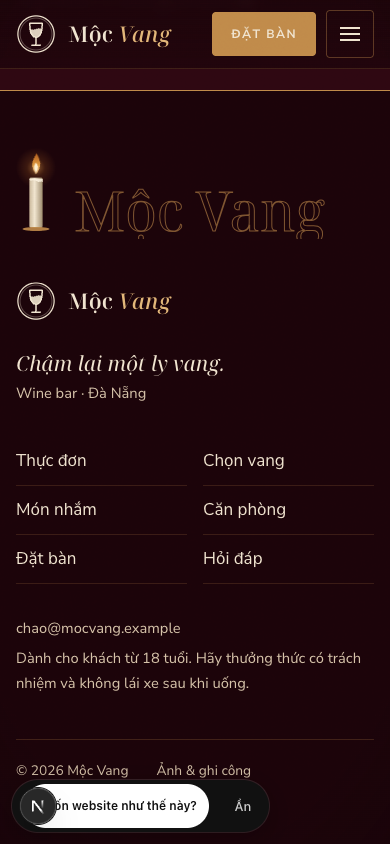 Mộc Vang
ĐẶT BÀN
Mộc Vang
Mộc Vang
Chậm lại một ly vang.
Wine bar · Đà Nẵng
Thực đơn
Chọn vang
Món nhắm
Căn phòng
Đặt bàn
Hỏi đáp
chao@mocvang.example
Dành cho khách từ 18 tuổi. Hãy thưởng thức có trách
nhiệm và không lái xe sau khi uống.
© 2026 Mộc Vang
Ảnh & ghi công
N
website như thế này?
Ẩn